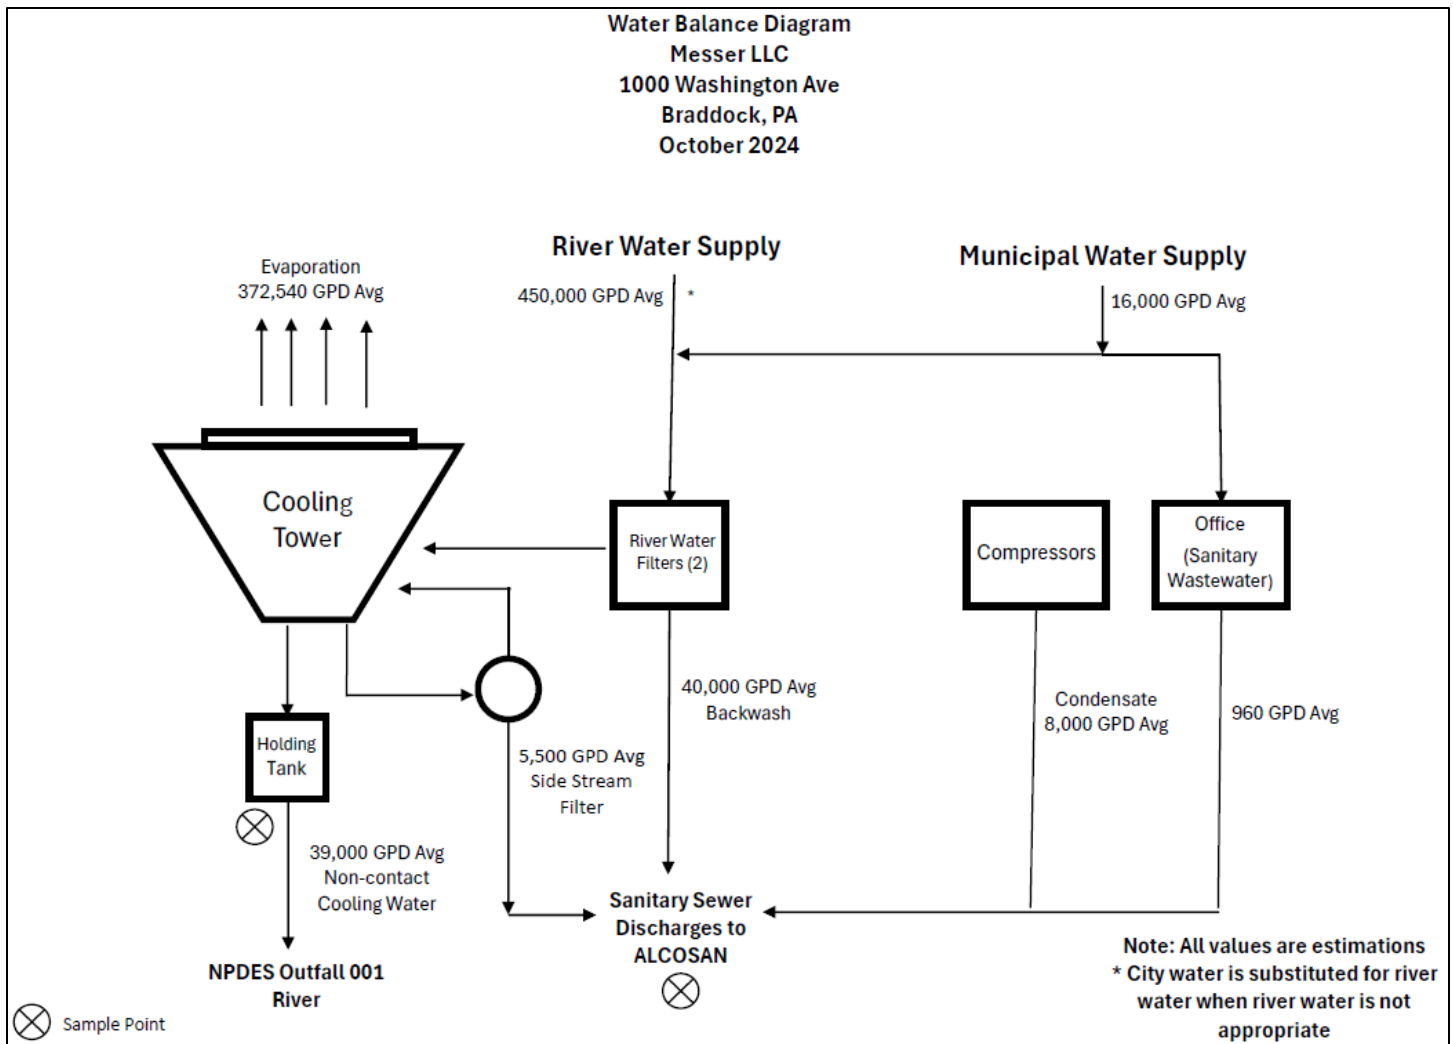 Water Balance Diagram
Messer LLC
1000 Washington Ave
Braddock, PA
October 2024
River Water Supply
Municipal Water Supply
Evaporation
372,540 GPD Avg
450,000 GPD Avg *
16,000 GPD Avg
Cooling
Tower
River Water
Filters (2)
Compressors
Office
(Sanitary
Wastewater)
Holding
Tank
40,000 GPD Avg
Backwash
Condensate
8,000 GPD Avg
960 GPD Avg
5,500 GPD Avg
Side Stream
Filter
39,000 GPD Avg
Non-contact
Cooling Water
Sanitary Sewer
Discharges to
ALCOSAN
NPDES Outfall 001
River
Note: All values are estimations
* City water is substituted for river
water when river water is not
appropriate
Sample Point